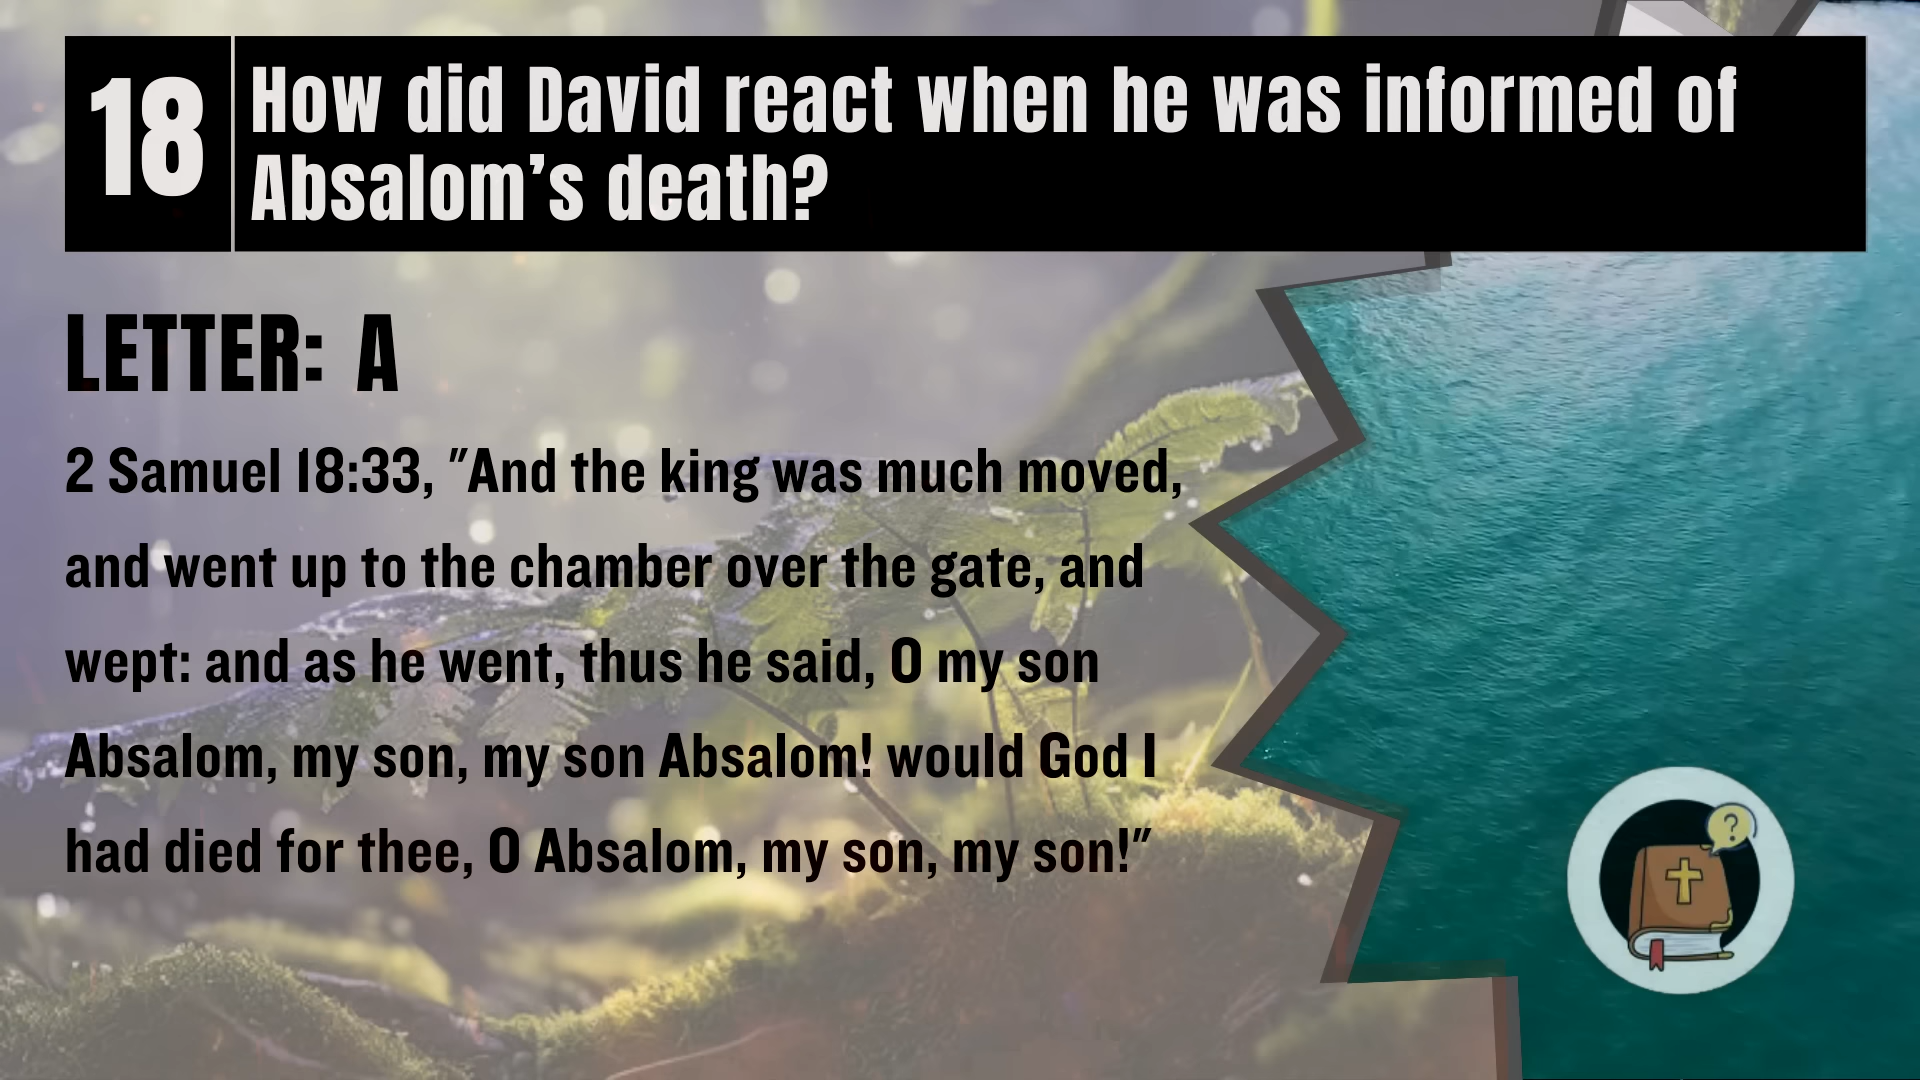 18
How did David react when he was informed of
Absalom’s death?
LETTER: A
2 Samuel 18:33, "And the king was much moved,
and went up to the chamber over the gate, and
wept: and as he went, thus he said, O my son
Absalom, my son, my son Absalom! would God I
had died for thee, O Absalom, my son, my son!"
?